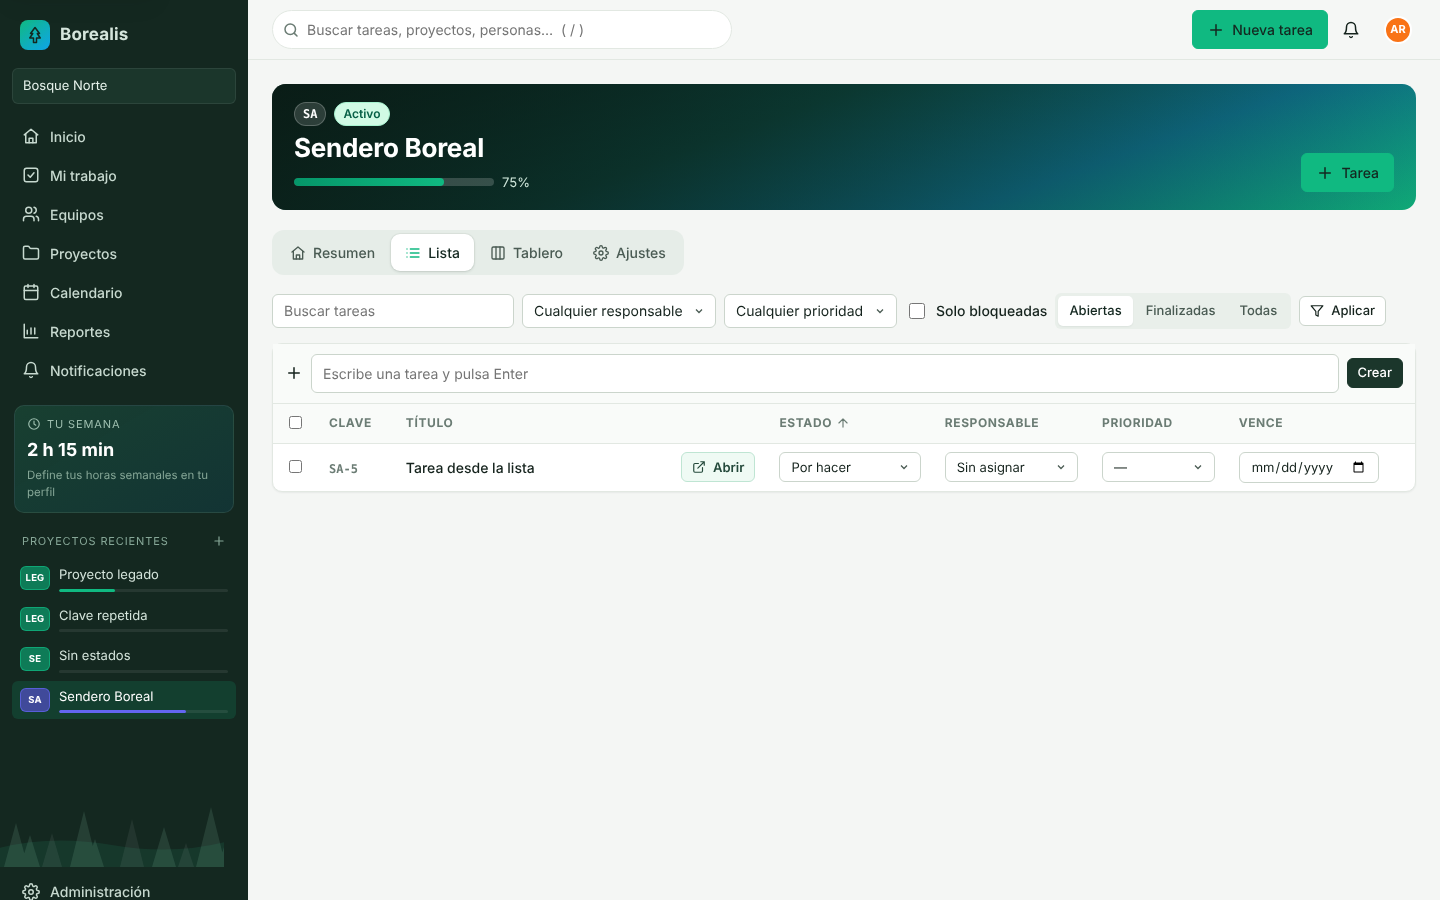 Borealis
Bosque Norte
Inicio
Mi trabajo
Equipos
Proyectos
Calendario
Reportes
Notificaciones
TU SEMANA
2 h 15 min
Define tus horas semanales en tu
perfil
PROYECTOS RECIENTES
LEG Proyecto legado
LEG Clave repetida
SE Sin estados
SA Sendero Boreal
Administración
Buscar tareas, proyectos, personas... ( / )
Nueva tarea
AR
SA Activo
Sendero Boreal
75%
Tarea
Resumen Lista Tablero Ajustes
Buscar tareas Cualquier responsable Cualquier prioridad Solo bloqueadas Abiertas Finalizadas Todas Aplicar
Escribe una tarea y pulsa Enter Crear
CLAVE TÍTULO ESTADO RESPONSABLE PRIORIDAD VENCE
SA-5 Tarea desde la lista Abrir Por hacer Sin asignar — mm/dd/yyyy